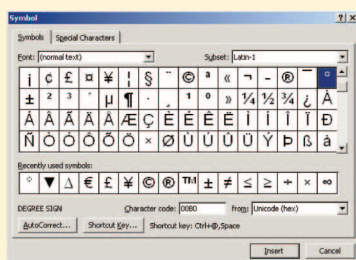 Symbol
Symbols Special Characters
Font: (normal text) Subset: Latin-1
¡ ¢ £ ¤ ¥ ¦ § ¨ © ª « ¬ - ® ¯ °
± ² ³ ´ µ ¶ · ¸ ¹ º » ¼ ½ ¾ ¿ À
Á Â Ã Ä Å Æ Ç È É Ê Ë Ì Í Î Ï Ð
Ñ Ò Ó Ô Õ Ö × Ø Ù Ú Û Ü Ý Þ ß à
Recently used symbols:
° ▼ Δ € £ ¥ © ® ™ ± ≠ ≤ ≥ ÷ × ∞
DEGREE SIGN Character code: 00B0 From: Unicode (hex)
AutoCorrect... Shortcut Key... Shortcut key: Ctrl+@,Space
Insert Cancel